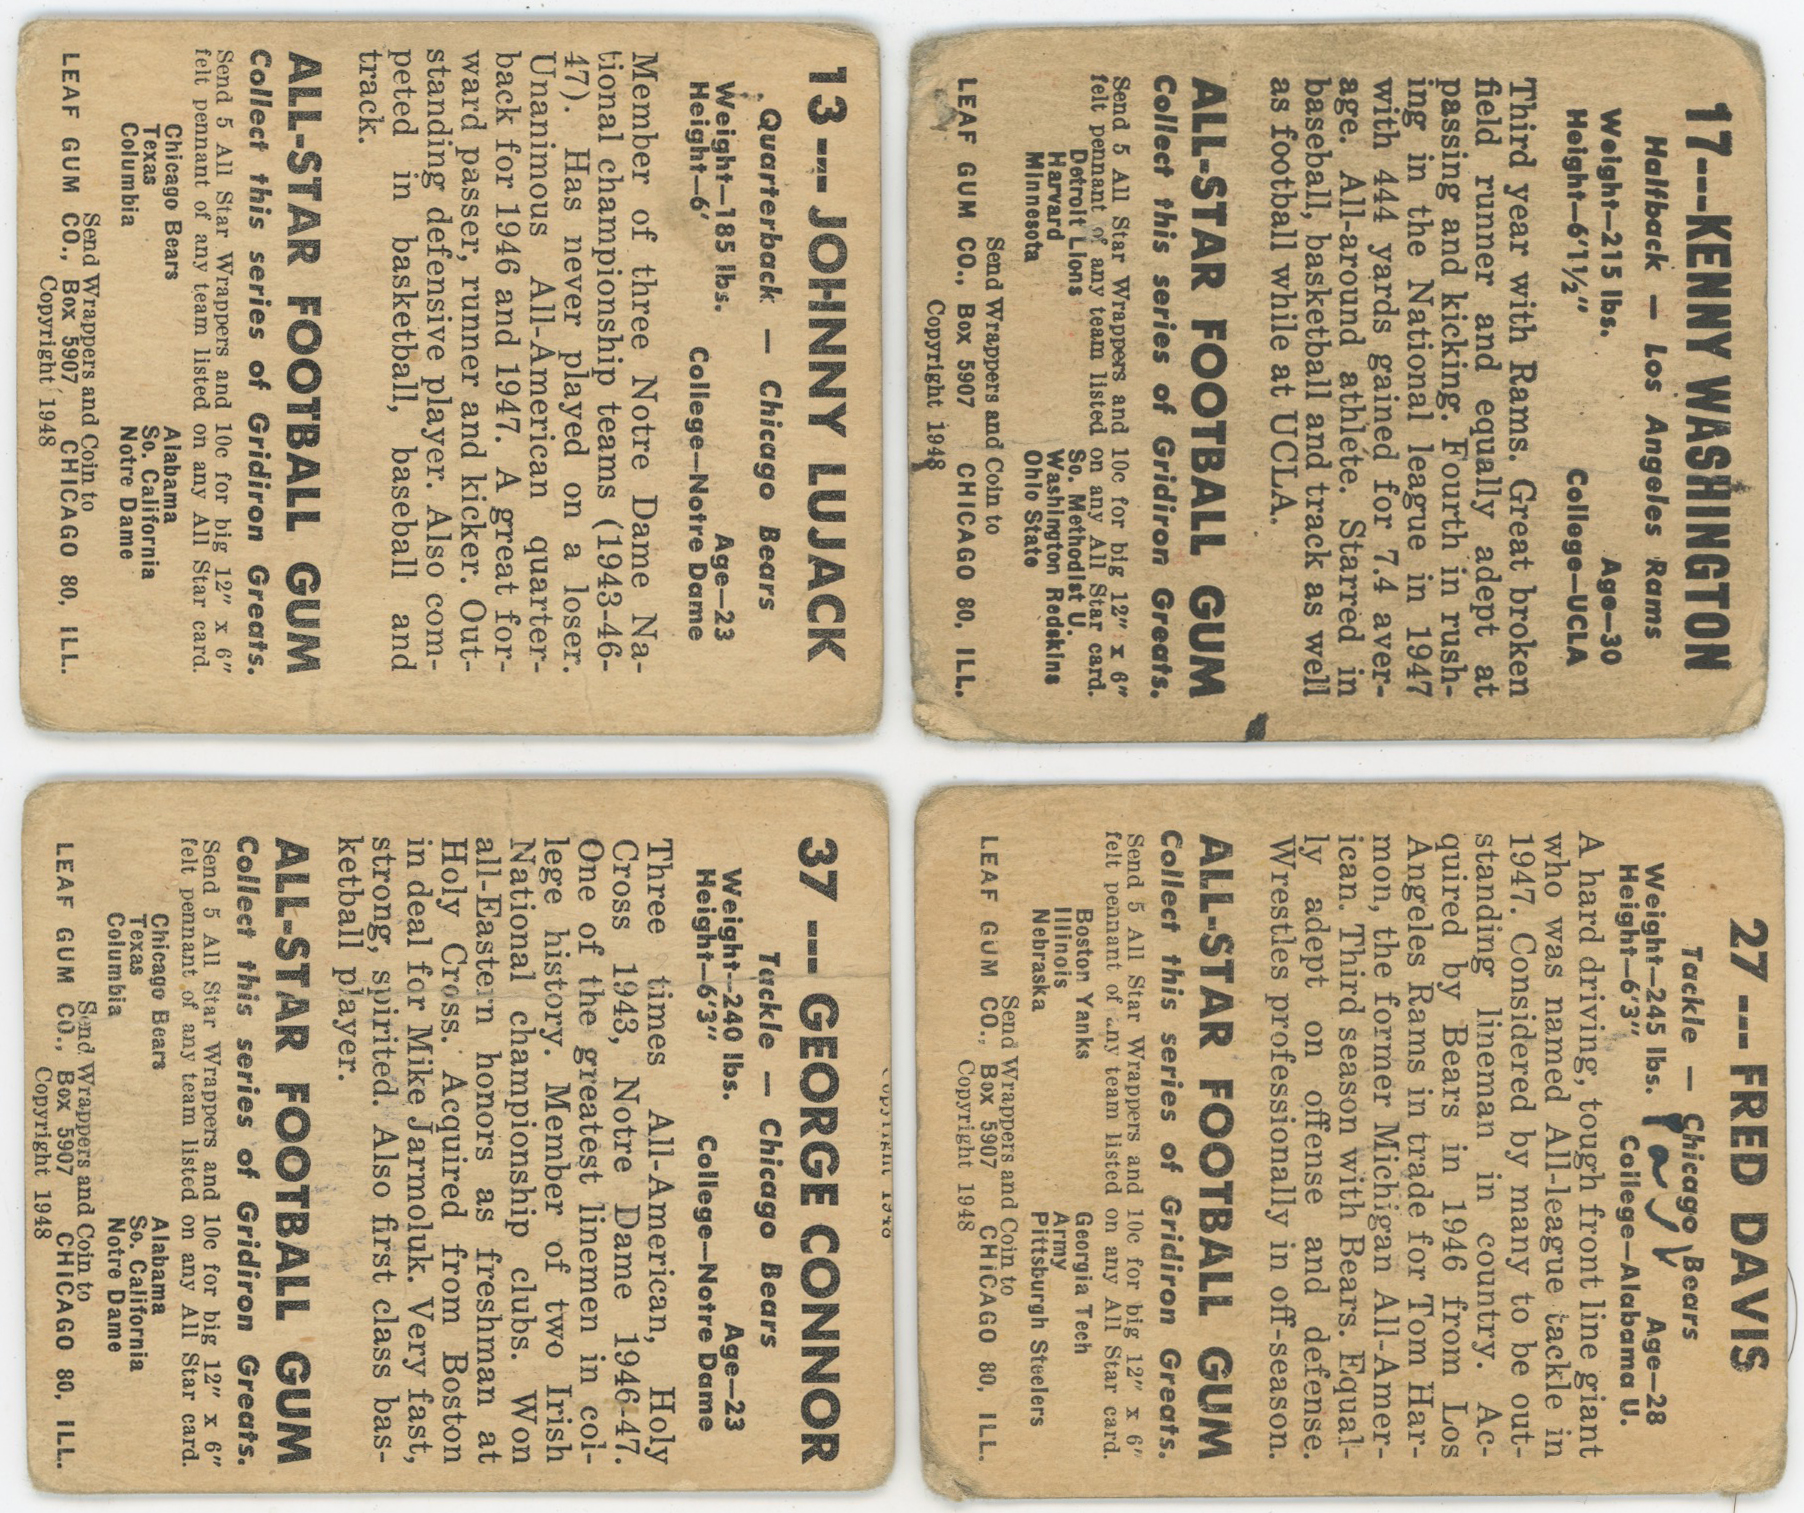 13 --- JOHNNY LUJACK
Quarterback — Chicago Bears
Weight—185 lbs. Age—23
Height—6' College—Notre Dame
Member of three Notre Dame Na-
tional championship teams (1943-46-
47). Has never played on a loser.
Unanimous All-American quarter-
back for 1946 and 1947. A great for-
ward passer, runner and kicker. Out-
standing defensive player. Also com-
peted in basketball, baseball and
track.
ALL-STAR FOOTBALL GUM
Collect this series of Gridiron Greats.
Send 5 All Star Wrappers and 10c for big 12" x 6"
felt pennant of any team listed on any All Star card.
Chicago Bears Alabama
Texas So. California
Columbia Notre Dame
Send Wrappers and Coin to
LEAF GUM CO., Box 5907 CHICAGO 80, ILL.
Copyright 1948
17---KENNY WASHINGTON
Halfback — Los Angeles Rams
Weight—215 lbs. Age—30
Height—6'1½" College—UCLA
Third year with Rams. Great broken
field runner and equally adept at
passing and kicking. Fourth in rush-
ing in the National league in 1947
with 444 yards gained for 7.4 aver-
age. All-around athlete. Starred in
baseball, basketball and track as well
as football while at UCLA.
ALL-STAR FOOTBALL GUM
Collect this series of Gridiron Greats.
Send 5 All Star Wrappers and 10c for big 12" x 6"
felt pennant of any team listed on any All Star card.
Detroit Lions So. Methodist U.
Harvard Washington Redskins
Minnesota Ohio State
Send Wrappers and Coin to
LEAF GUM CO., Box 5907 CHICAGO 80, ILL.
Copyright 1948
37 --- GEORGE CONNOR
Tackle — Chicago Bears
Weight--240 lbs. Age—23
Height—6'3" College—Notre Dame
Three times All-American, Holy
Cross 1943, Notre Dame 1946-47.
One of the greatest linemen in col-
lege history. Member of two Irish
National championship clubs. Won
all-Eastern honors as freshman at
Holy Cross. Acquired from Boston
in deal for Mike Jarmoluk. Very fast,
strong, spirited. Also first class bas-
ketball player.
ALL-STAR FOOTBALL GUM
Collect this series of Gridiron Greats.
Send 5 All Star Wrappers and 10c for big 12" x 6"
felt pennant of any team listed on any All Star card.
Chicago Bears Alabama
Texas So. California
Columbia Notre Dame
Send Wrappers and Coin to
LEAF GUM CO., Box 5907 CHICAGO 80, ILL.
Copyright 1948
Copyright 1948
27 --- FRED DAVIS
Tackle — Chicago Bears
Weight—245 lbs. Age—28
Height—6'3" College—Alabama U.
A hard driving, tough front line giant
who was named All-league tackle in
1947. Considered by many to be out-
standing lineman in country. Ac-
quired by Bears in 1946 from Los
Angeles Rams in trade for Tom Har-
mon, the former Michigan All-Amer-
ican. Third season with Bears. Equal-
ly adept on offense and defense.
Wrestles professionally in off-season.
ALL-STAR FOOTBALL GUM
Collect this series of Gridiron Greats.
Send 5 All Star Wrappers and 10c for big 12" x 6"
felt pennant of any team listed on any All Star card.
Boston Yanks Georgia Tech
Illinois Army
Nebraska Pittsburgh Steelers
Send Wrappers and Coin to
LEAF GUM CO., Box 5907 CHICAGO 80, ILL.
Copyright 1948